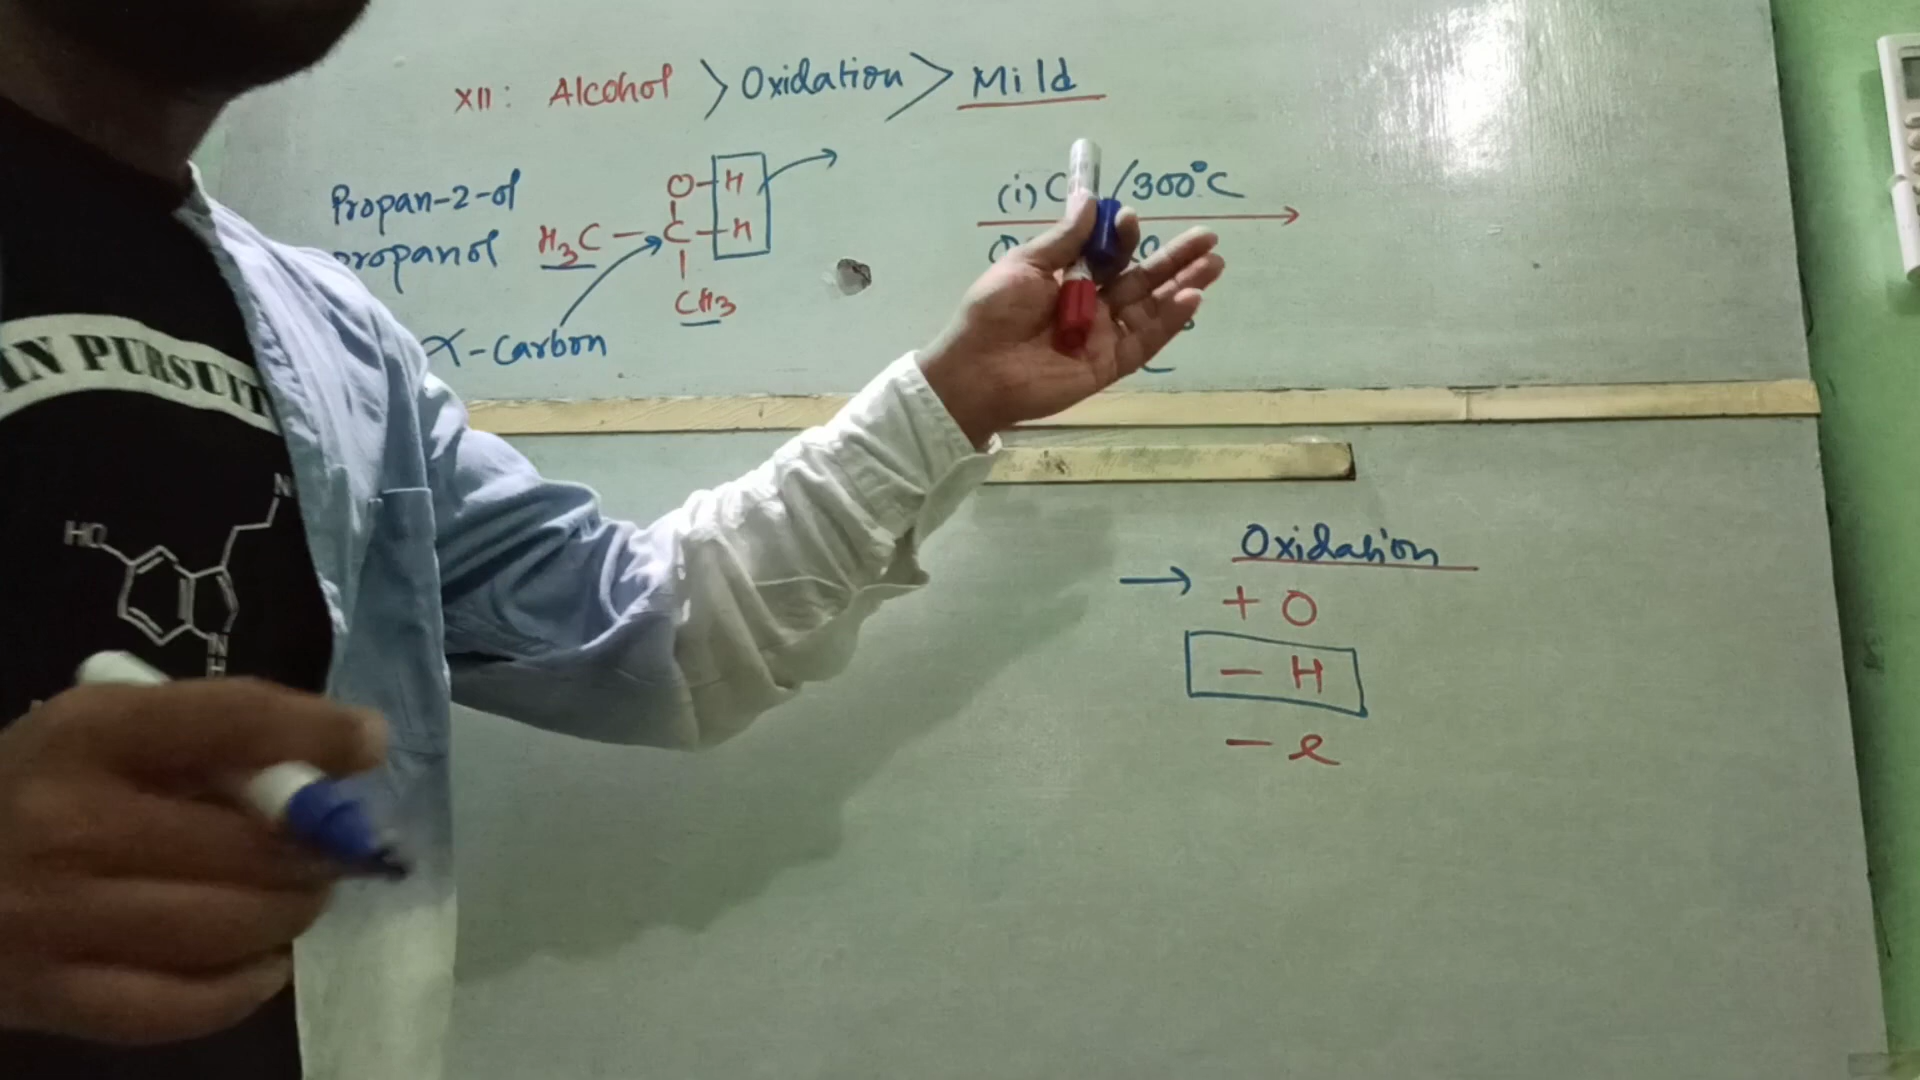 XII: Alcohol > Oxidation > Mild
Propan-2-ol
propanol
O-H
H3C - C - H
CH3
α-carbon
(i) C /300°C
IN PURSUIT
HO
N
N
H
Oxidation
→ + O
- H
- e